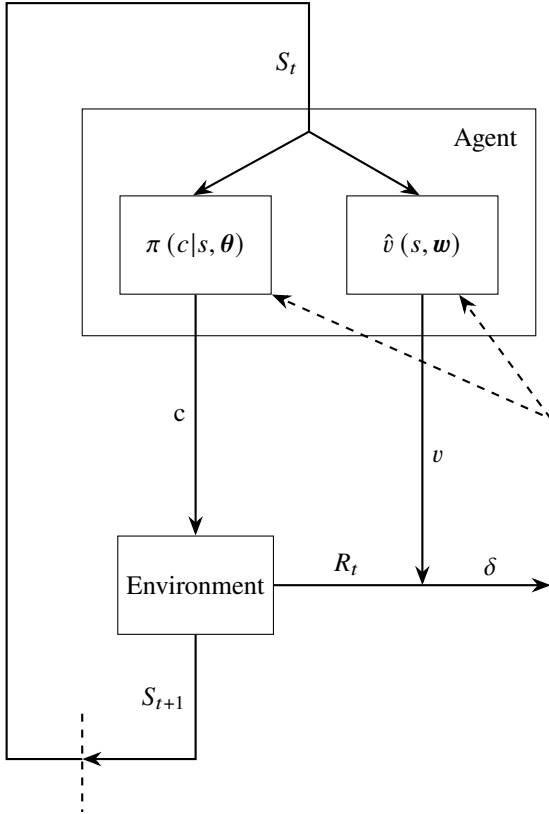 S_t
Agent
π (c|s, θ)
v̂ (s, w)
c
v
R_t
δ
Environment
S_{t+1}